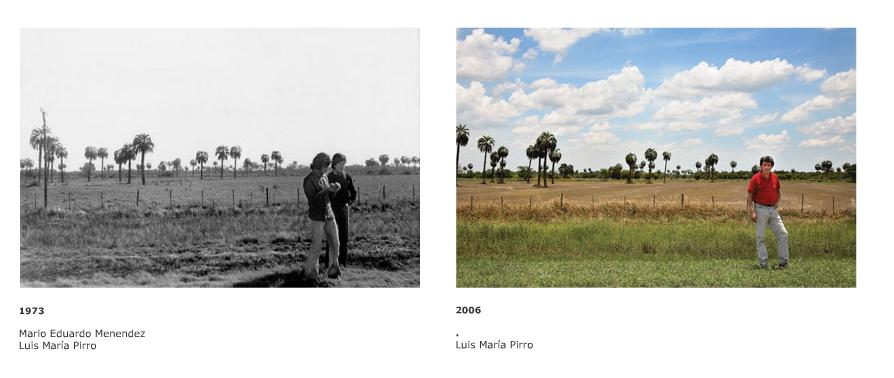 1973
Mario Eduardo Menendez
Luis María Pirro
2006
.
Luis María Pirro